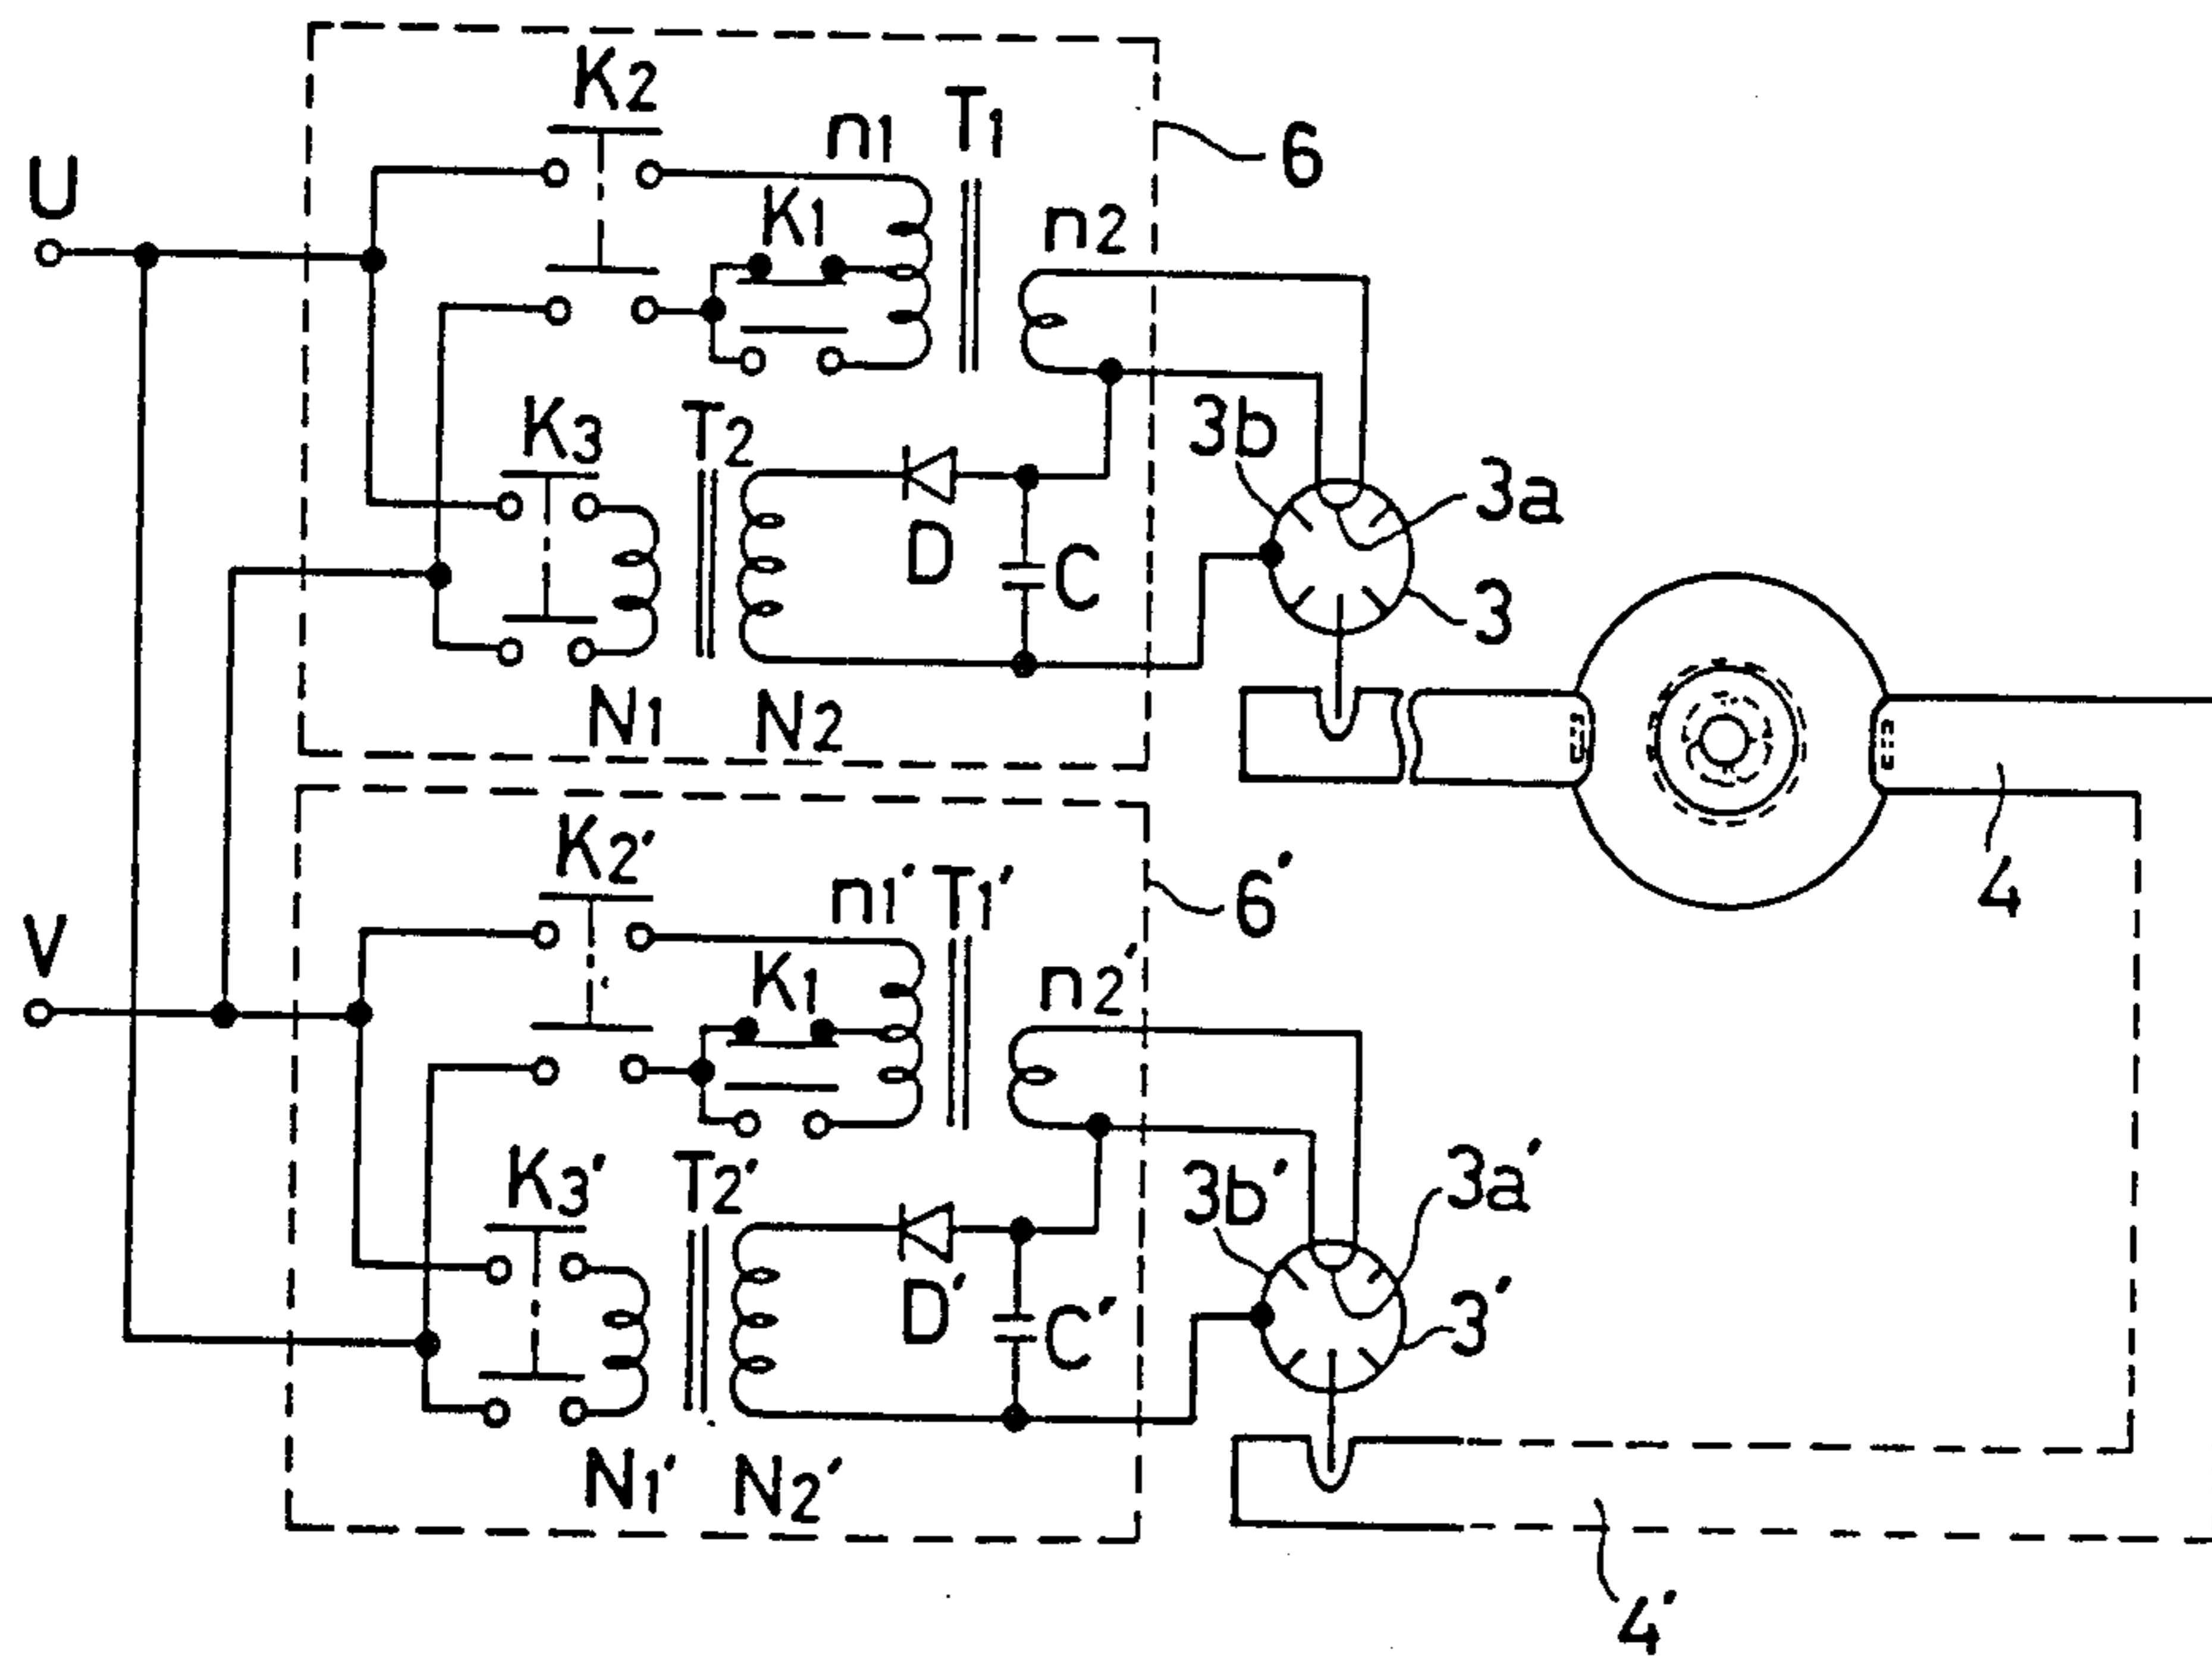 K2
n1
T1
6
U
K1
n2
K3
T2
3b
3a
D
C
3
N1
N2
4
K2′
n1′
T1′
6′
V
K1
n2′
K3′
T2′
3b′
3a′
D′
C′
3′
N1′
N2′
4′